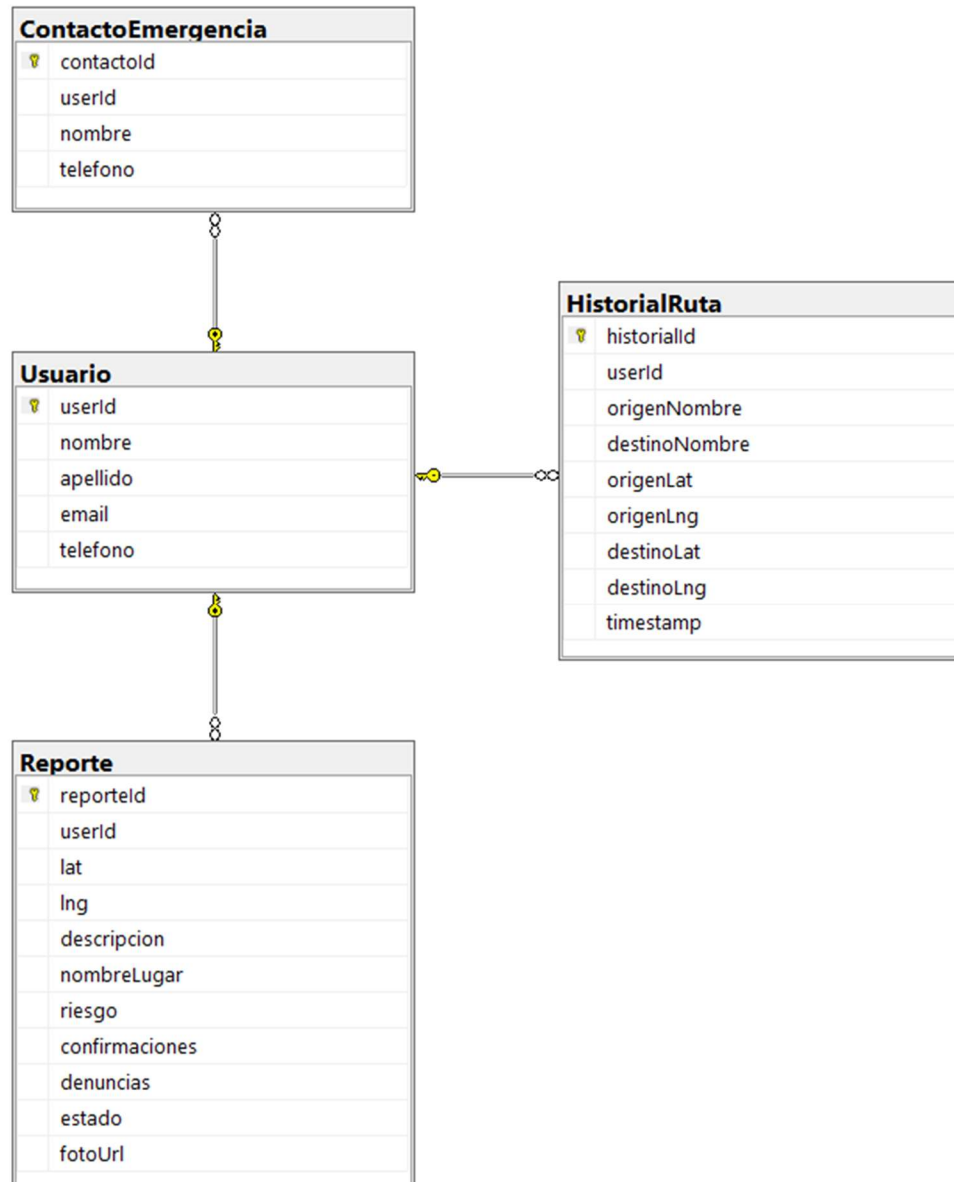 ContactoEmergencia
contactoId
userId
nombre
telefono
HistorialRuta
historialId
userId
origenNombre
destinoNombre
origenLat
origenLng
destinoLat
destinoLng
timestamp
Usuario
userId
nombre
apellido
email
telefono
Reporte
reporteId
userId
lat
lng
descripcion
nombreLugar
riesgo
confirmaciones
denuncias
estado
fotoUrl